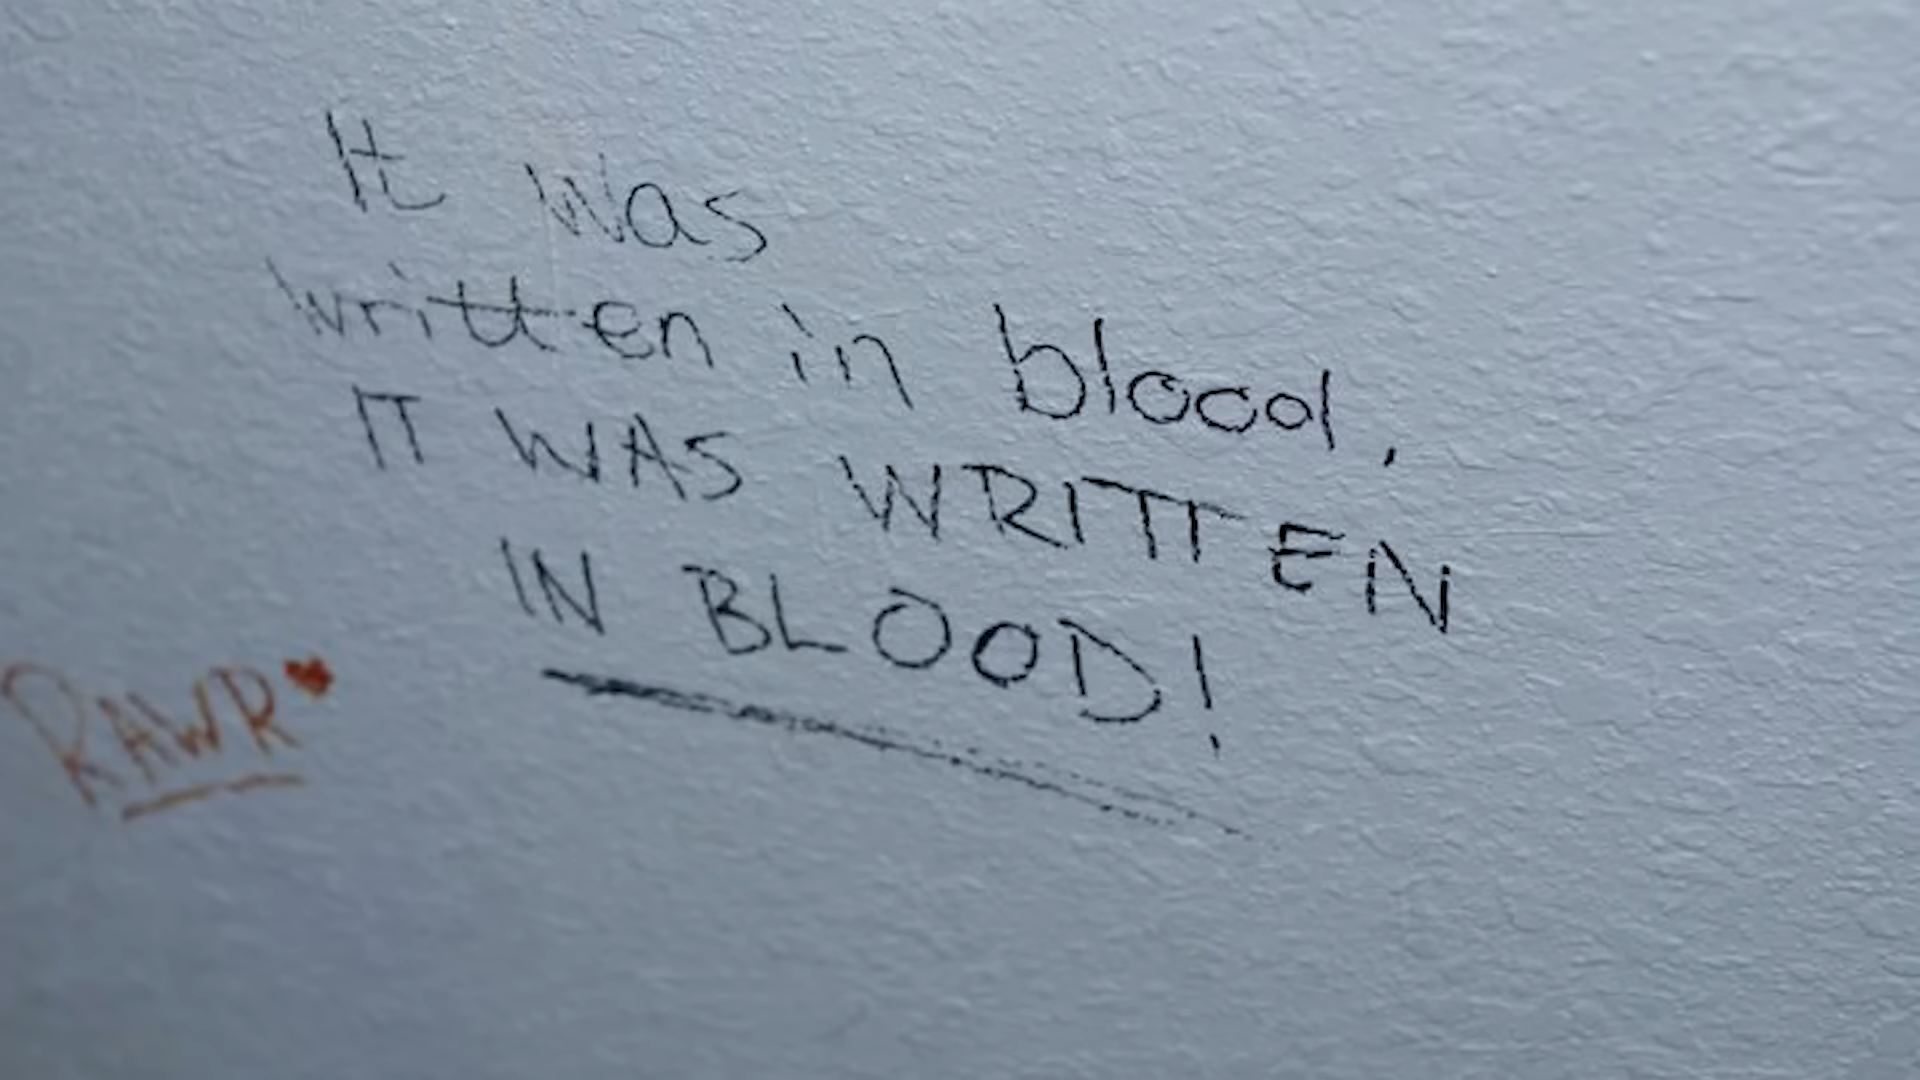 It was
written in blood.
IT WAS WRITTEN
IN BLOOD!
RAWR